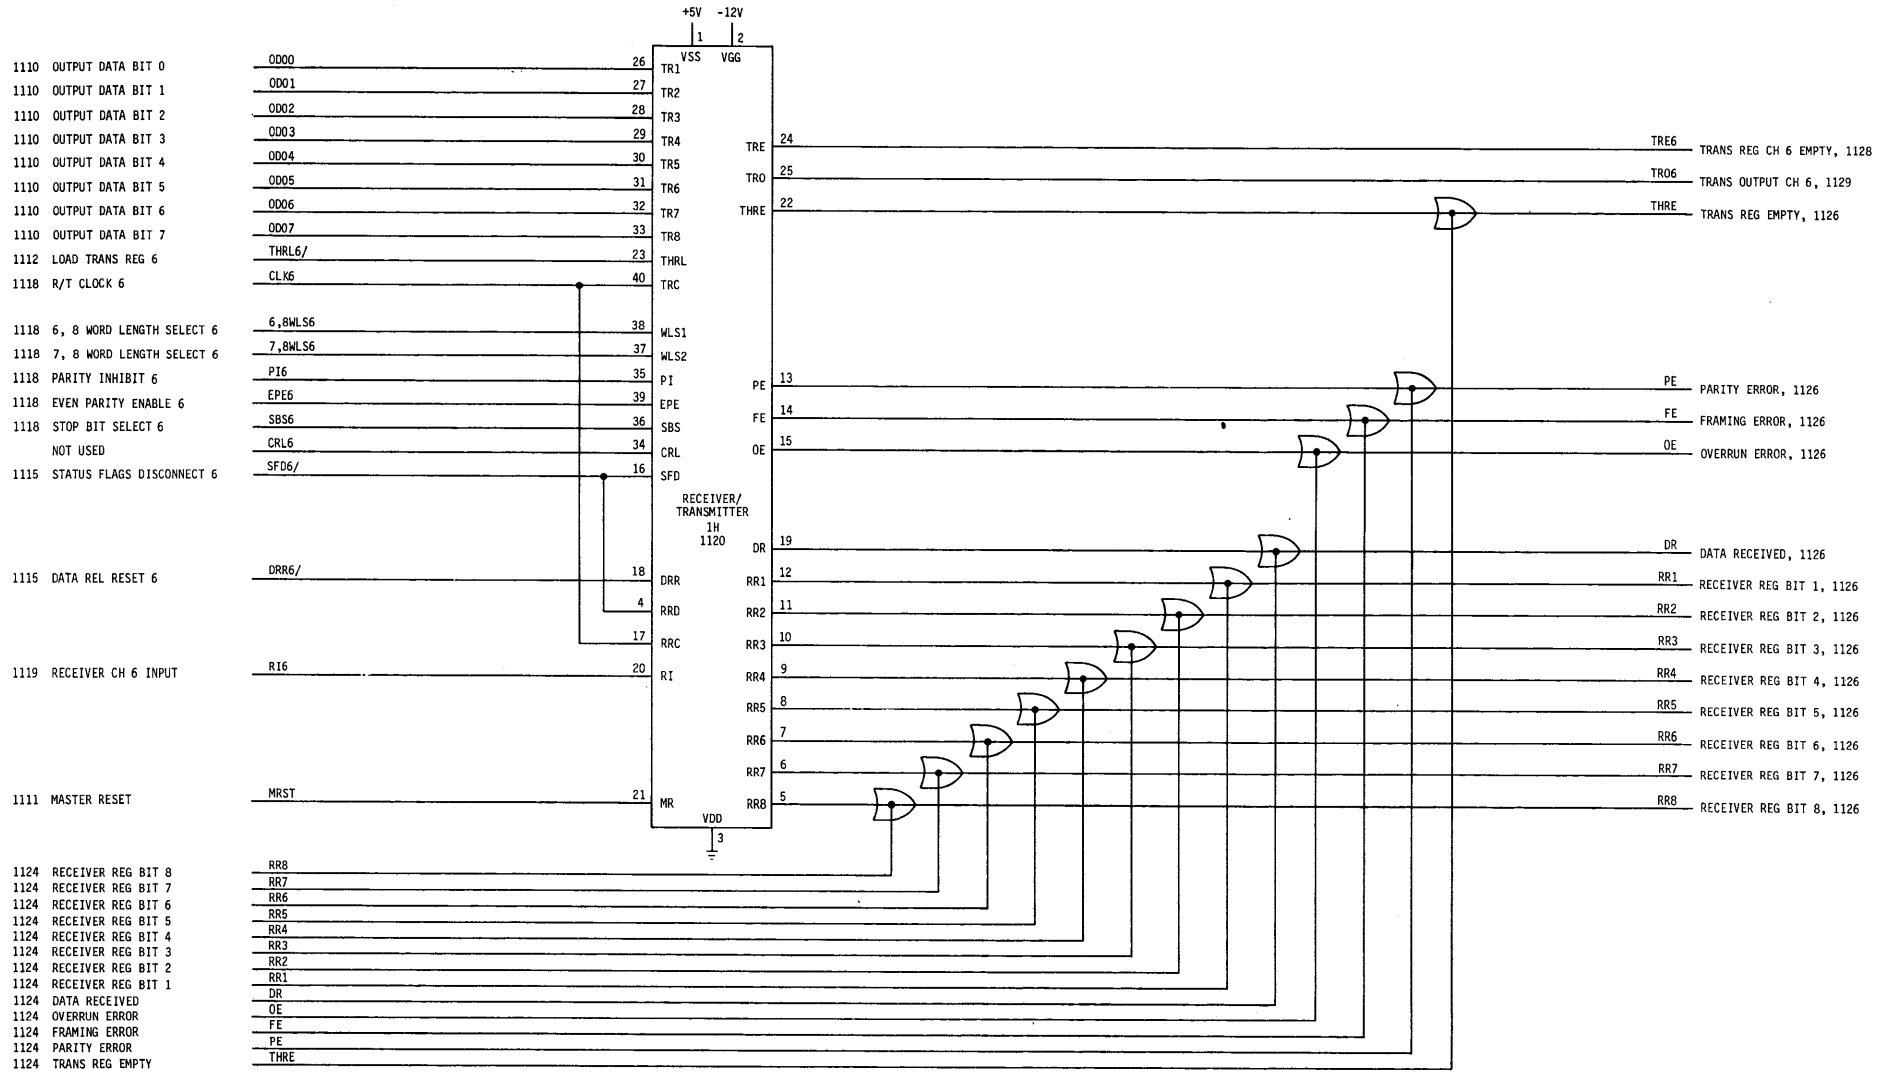 +5V -12V
1 2
VSS VGG
1110 OUTPUT DATA BIT 0 OD00 26 TR1
1110 OUTPUT DATA BIT 1 OD01 27 TR2
1110 OUTPUT DATA BIT 2 OD02 28 TR3
1110 OUTPUT DATA BIT 3 OD03 29 TR4
1110 OUTPUT DATA BIT 4 OD04 30 TR5
1110 OUTPUT DATA BIT 5 OD05 31 TR6
1110 OUTPUT DATA BIT 6 OD06 32 TR7
1110 OUTPUT DATA BIT 7 OD07 33 TR8
1112 LOAD TRANS REG 6 THRL6/ 23 THRL
1118 R/T CLOCK 6 CLK6 40 TRC
1118 6, 8 WORD LENGTH SELECT 6 6,8WLS6 38 WLS1
1118 7, 8 WORD LENGTH SELECT 6 7,8WLS6 37 WLS2
1118 PARITY INHIBIT 6 PI6 35 PI
1118 EVEN PARITY ENABLE 6 EPE6 39 EPE
1118 STOP BIT SELECT 6 SBS6 36 SBS
NOT USED CRL6 34 CRL
1115 STATUS FLAGS DISCONNECT 6 SFD6/ 16 SFD
RECEIVER/
TRANSMITTER
1H
1120
1115 DATA REL RESET 6 DRR6/ 18 DRR
4 RRD
17 RRC
1119 RECEIVER CH 6 INPUT RI6 20 RI
1111 MASTER RESET MRST 21 MR
VDD
3
TRE 24 TRE6 TRANS REG CH 6 EMPTY, 1128
TRO 25 TRO6 TRANS OUTPUT CH 6, 1129
THRE 22 THRE TRANS REG EMPTY, 1126
PE 13 PE PARITY ERROR, 1126
FE 14 FE FRAMING ERROR, 1126
OE 15 OE OVERRUN ERROR, 1126
DR 19 DR DATA RECEIVED, 1126
RR1 12 RR1 RECEIVER REG BIT 1, 1126
RR2 11 RR2 RECEIVER REG BIT 2, 1126
RR3 10 RR3 RECEIVER REG BIT 3, 1126
RR4 9 RR4 RECEIVER REG BIT 4, 1126
RR5 8 RR5 RECEIVER REG BIT 5, 1126
RR6 7 RR6 RECEIVER REG BIT 6, 1126
RR7 6 RR7 RECEIVER REG BIT 7, 1126
RR8 5 RR8 RECEIVER REG BIT 8, 1126
1124 RECEIVER REG BIT 8 RR8
1124 RECEIVER REG BIT 7 RR7
1124 RECEIVER REG BIT 6 RR6
1124 RECEIVER REG BIT 5 RR5
1124 RECEIVER REG BIT 4 RR4
1124 RECEIVER REG BIT 3 RR3
1124 RECEIVER REG BIT 2 RR2
1124 RECEIVER REG BIT 1 RR1
1124 DATA RECEIVED DR
1124 OVERRUN ERROR OE
1124 FRAMING ERROR FE
1124 PARITY ERROR PE
1124 TRANS REG EMPTY THRE